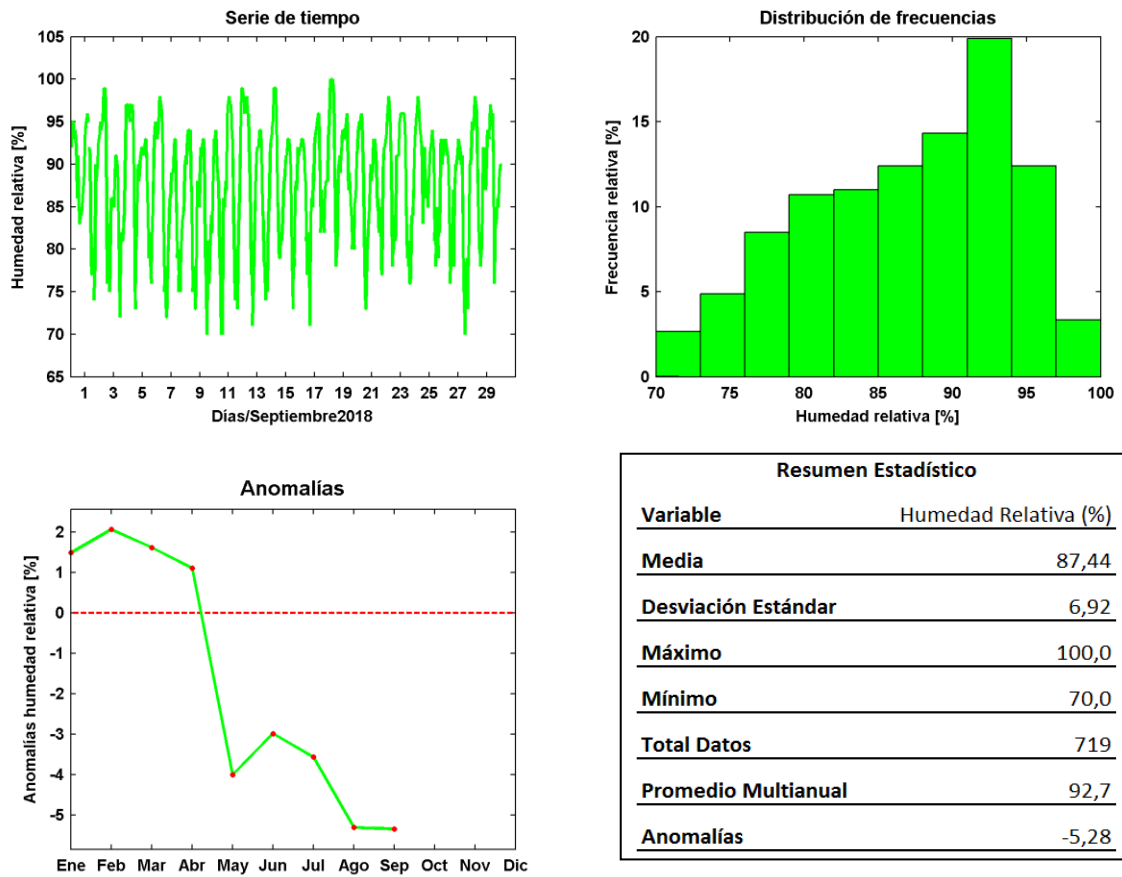 Serie de tiempo
105
100
95
90
85
80
75
70
65
Humedad relativa [%]
1 3 5 7 9 11 13 15 17 19 21 23 25 27 29
Días/Septiembre2018
Distribución de frecuencias
20
15
10
5
0
Frecuencia relativa [%]
70 75 80 85 90 95 100
Humedad relativa [%]
Anomalías
2
1
0
-1
-2
-3
-4
-5
Anomalías humedad relativa [%]
Ene Feb Mar Abr May Jun Jul Ago Sep Oct Nov Dic
Resumen Estadístico
Variable Humedad Relativa (%)
Media 87,44
Desviación Estándar 6,92
Máximo 100,0
Mínimo 70,0
Total Datos 719
Promedio Multianual 92,7
Anomalías -5,28